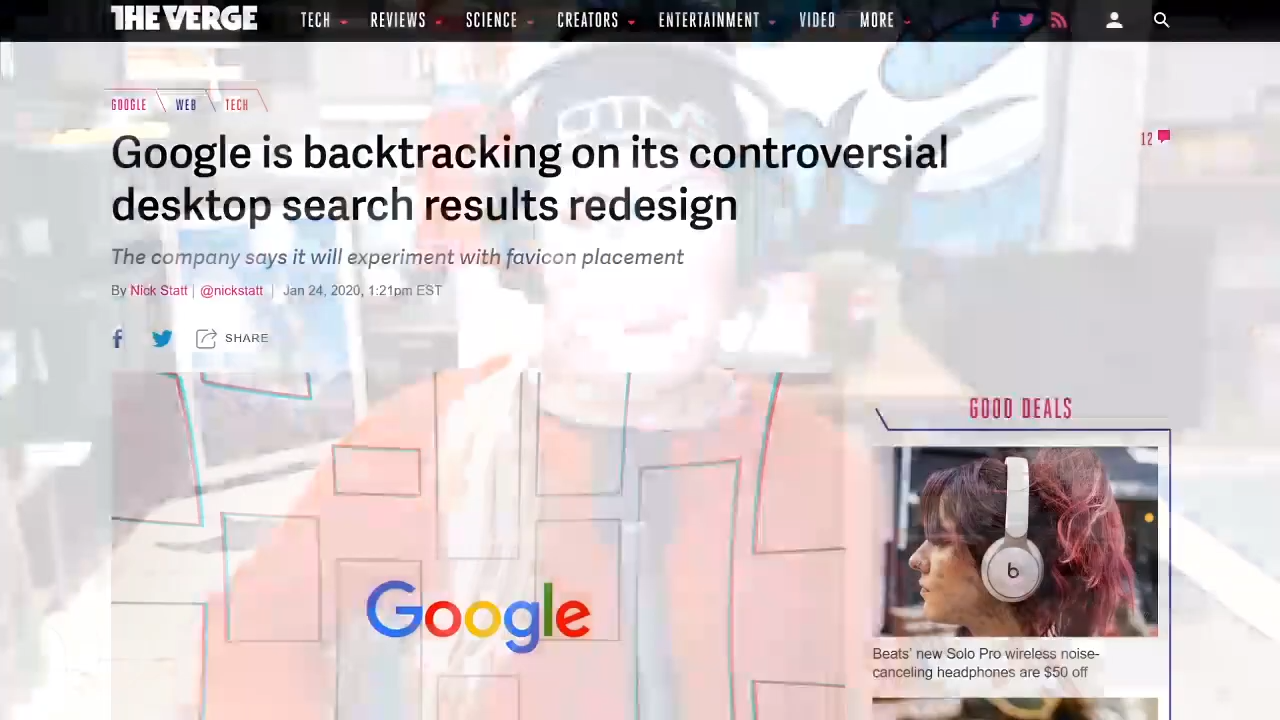 THE VERGE
TECH REVIEWS SCIENCE CREATORS ENTERTAINMENT VIDEO MORE
GOOGLE WEB TECH
Google is backtracking on its controversial
desktop search results redesign
12
The company says it will experiment with favicon placement
By Nick Statt | @nickstatt | Jan 24, 2020, 1:21pm EST
SHARE
GOOD DEALS
Google
b
Beats’ new Solo Pro wireless noise-
canceling headphones are $50 off